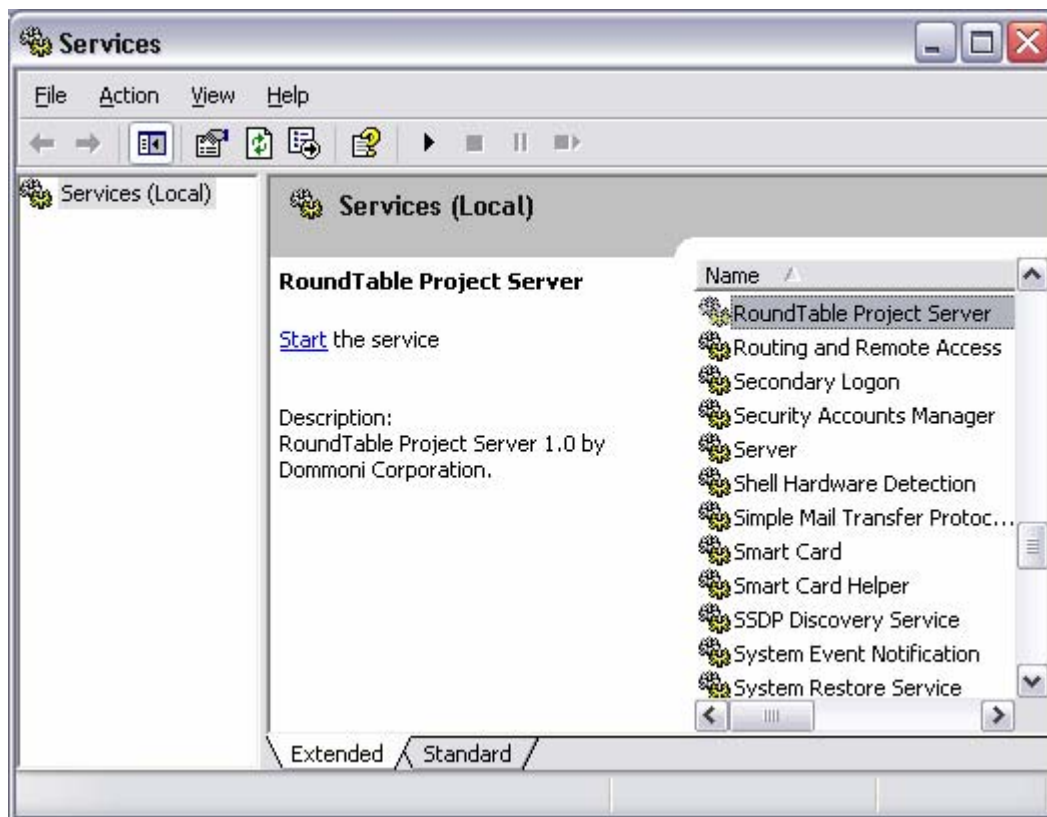 Services
File Action View Help
Services (Local)
Services (Local)
RoundTable Project Server
Start the service
Description:
RoundTable Project Server 1.0 by
Dommoni Corporation.
Name
RoundTable Project Server
Routing and Remote Access
Secondary Logon
Security Accounts Manager
Server
Shell Hardware Detection
Simple Mail Transfer Protoc...
Smart Card
Smart Card Helper
SSDP Discovery Service
System Event Notification
System Restore Service
Extended Standard